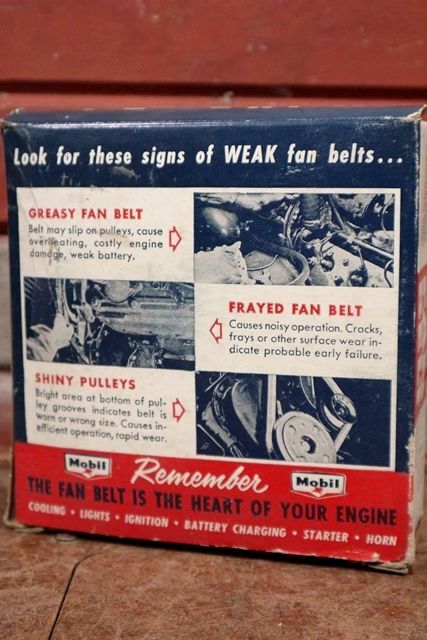 Look for these signs of WEAK fan belts...
GREASY FAN BELT
Belt may slip on pulleys, cause
overheating, costly engine
damage, weak battery.
FRAYED FAN BELT
Causes noisy operation. Cracks,
frays or other surface wear in-
dicate probable early failure.
SHINY PULLEYS
Bright area at bottom of pul-
ley grooves indicates belt is
worn or wrong size. Causes in-
efficient operation, rapid wear.
Mobil Remember Mobil
THE FAN BELT IS THE HEART OF YOUR ENGINE
COOLING • LIGHTS • IGNITION • BATTERY CHARGING • STARTER • HORN